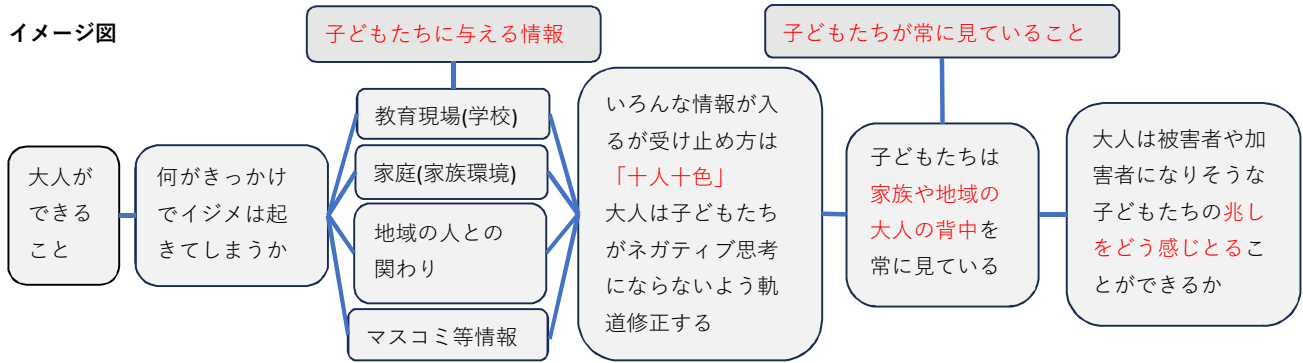 イメージ図
子どもたちに与える情報
子どもたちが常に見ていること
大人が
できる
こと
何がきっかけ
でイジメは起
きてしまうか
教育現場(学校)
家庭(家族環境)
地域の人との
関わり
マスコミ等情報
いろんな情報が入
るが受け止め方は
「十人十色」
大人は子どもたち
がネガティブ思考
にならないよう軌
道修正する
子どもたちは
家族や地域の
大人の背中を
常に見ている
大人は被害者や加
害者になりそうな
子どもたちの兆し
をどう感じとるこ
とができるか